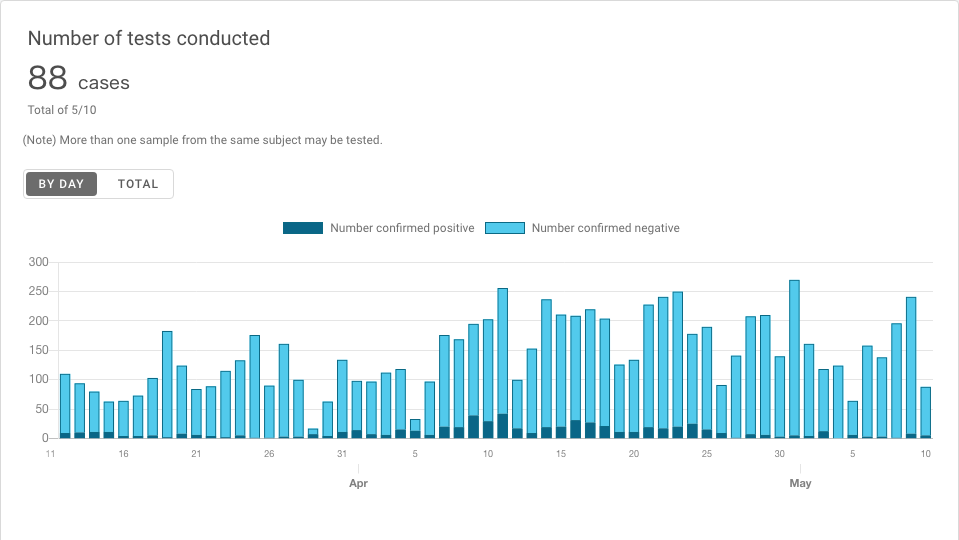 Number of tests conducted
88 cases
Total of 5/10
(Note) More than one sample from the same subject may be tested.
BY DAY TOTAL
Number confirmed positive Number confirmed negative
300
250
200
150
100
50
0
11 16 21 26 31 5 10 15 20 25 30 5 10
Apr May